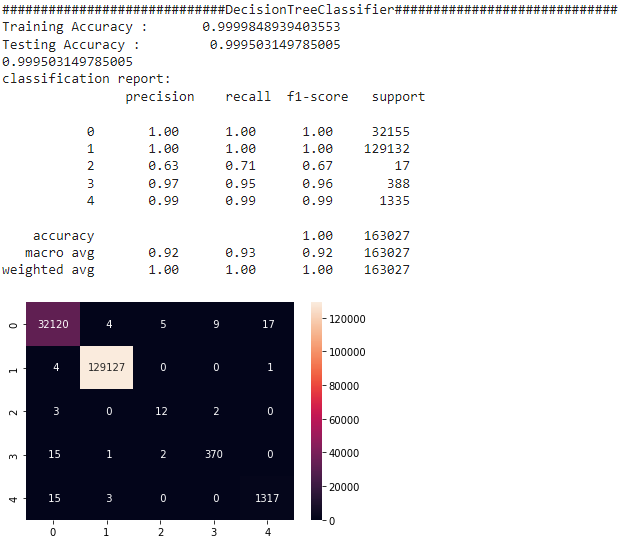 #############################DecisionTreeClassifier#############################
Training Accuracy :       0.9999848939403553
Testing Accuracy :         0.999503149785005
0.999503149785005
classification report:
precision    recall  f1-score   support
0       1.00      1.00      1.00     32155
1       1.00      1.00      1.00    129132
2       0.63      0.71      0.67        17
3       0.97      0.95      0.96       388
4       0.99      0.99      0.99      1335
accuracy                           1.00    163027
macro avg       0.92      0.93      0.92    163027
weighted avg       1.00      1.00      1.00    163027
0 32120 4 5 9 17
1 4 129127 0 0 1
2 3 0 12 2 0
3 15 1 2 370 0
4 15 3 0 0 1317
0 1 2 3 4
120000
100000
80000
60000
40000
20000
0